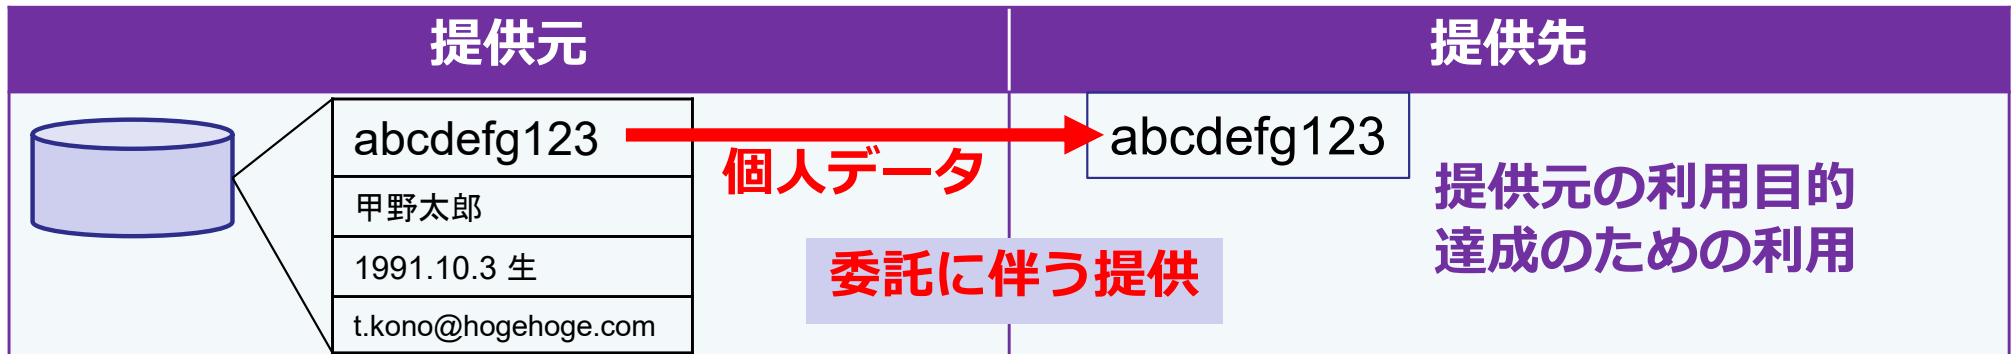 提供元
提供先
abcdefg123
甲野太郎
1991.10.3 生
t.kono@hogehoge.com
個人データ
委託に伴う提供
abcdefg123
提供元の利用目的
達成のための利用